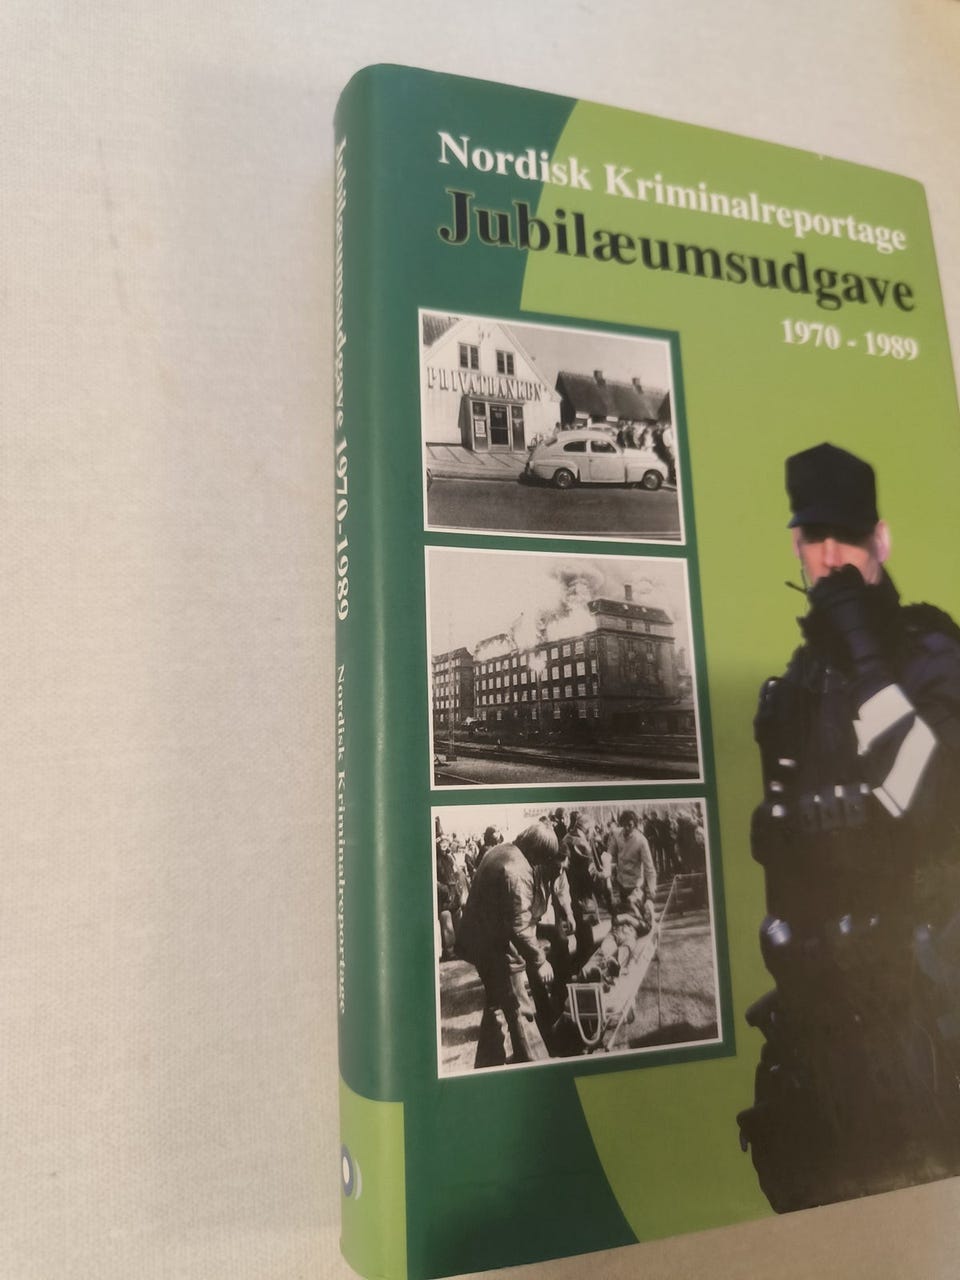 Nordisk Kriminalreportage
Jubilæumsudgave
1970 - 1989
PRIVATBANKEN
Jubilæumsudgave 1970-1989 Nordisk Kriminalreportage